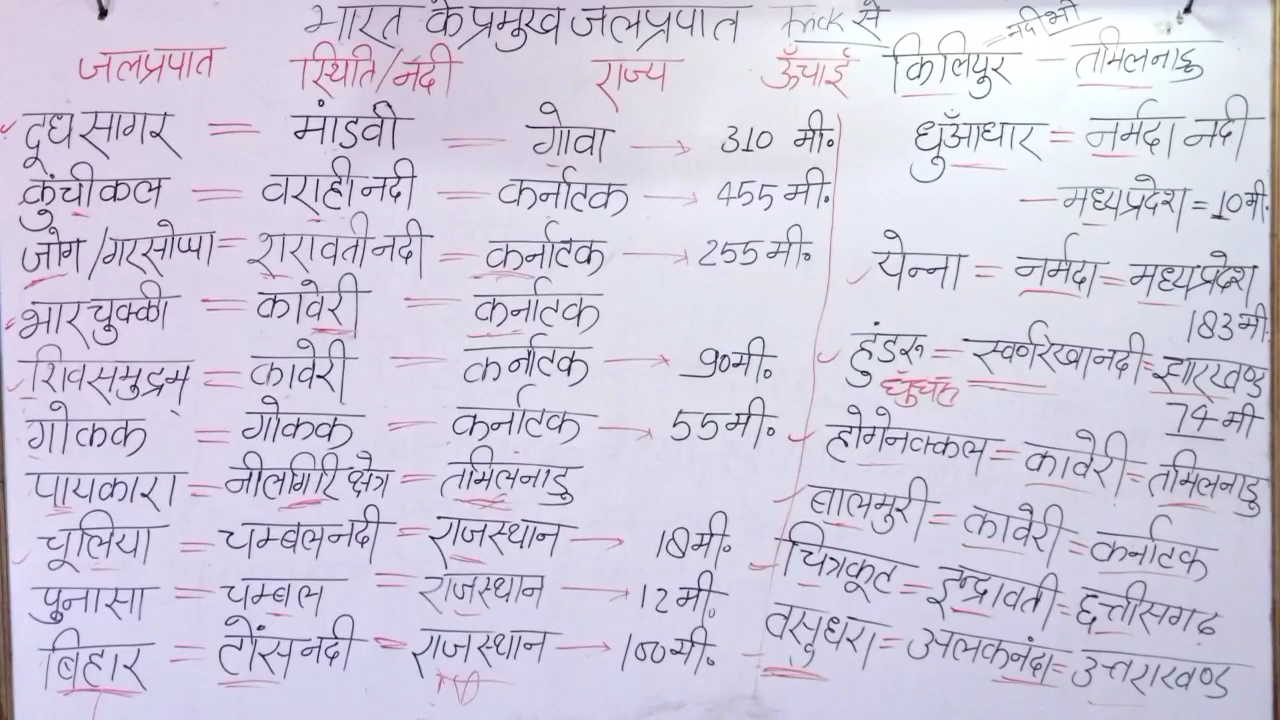 भारत के प्रमुख जलप्रपात trick से
जलप्रपात स्थिति/नदी राज्य ऊँचाई
दूधसागर = मांडवी = गोवा → 310 मी.
कुंचीकल = वराही नदी = कर्नाटक → 455 मी.
जोग/गरसोप्पा = शरावती नदी = कर्नाटक → 255 मी.
भारचुक्की = कावेरी = कर्नाटक
शिवसमुद्रम् = कावेरी = कर्नाटक → 90 मी.
गोकक = गोकक = कर्नाटक → 55 मी.
पायकारा = नीलगिरि क्षेत्र = तमिलनाडु
चूलिया = चम्बल नदी = राजस्थान → 18 मी.
पुनासा = चम्बल = राजस्थान → 12 मी.
बिहार = टोंस नदी = राजस्थान → 100 मी.
किलियुर - तमिलनाडु
धुँआधार = नर्मदा नदी
- मध्यप्रदेश = 10 मी.
येन्ना = नर्मदा = मध्यप्रदेश
183 मी.
हुंडरू = स्वर्णरेखा नदी = झारखण्ड
74 मी
होगेनक्कल = कावेरी = तमिलनाडु
बालमुरी = कावेरी = कर्नाटक
चित्रकूट = इन्द्रावती = छत्तीसगढ़
वसुधरा = अलकनंदा = उत्तराखण्ड